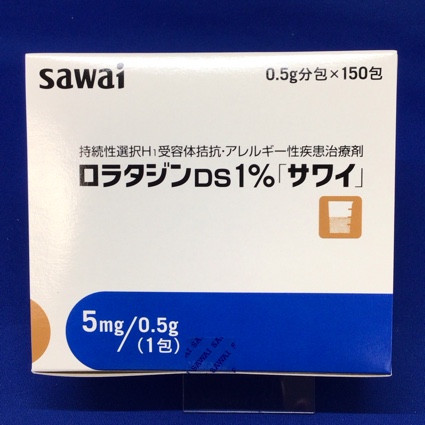 sawai
0.5g分包×150包
持続性選択H1受容体拮抗・アレルギー性疾患治療剤
ロラタジンDS1%「サワイ」
5mg/0.5g
(1包)